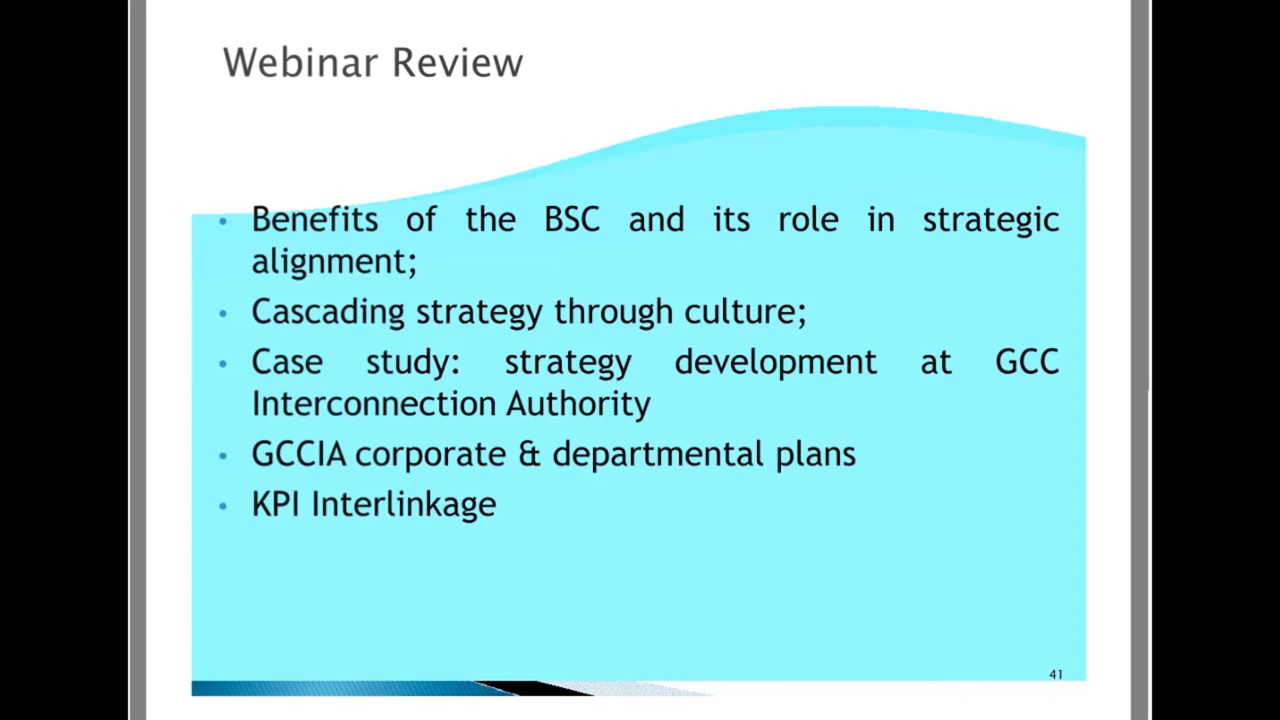 Webinar Review
• Benefits of the BSC and its role in strategic
alignment;
• Cascading strategy through culture;
• Case study: strategy development at GCC
Interconnection Authority
• GCCIA corporate & departmental plans
• KPI Interlinkage
41